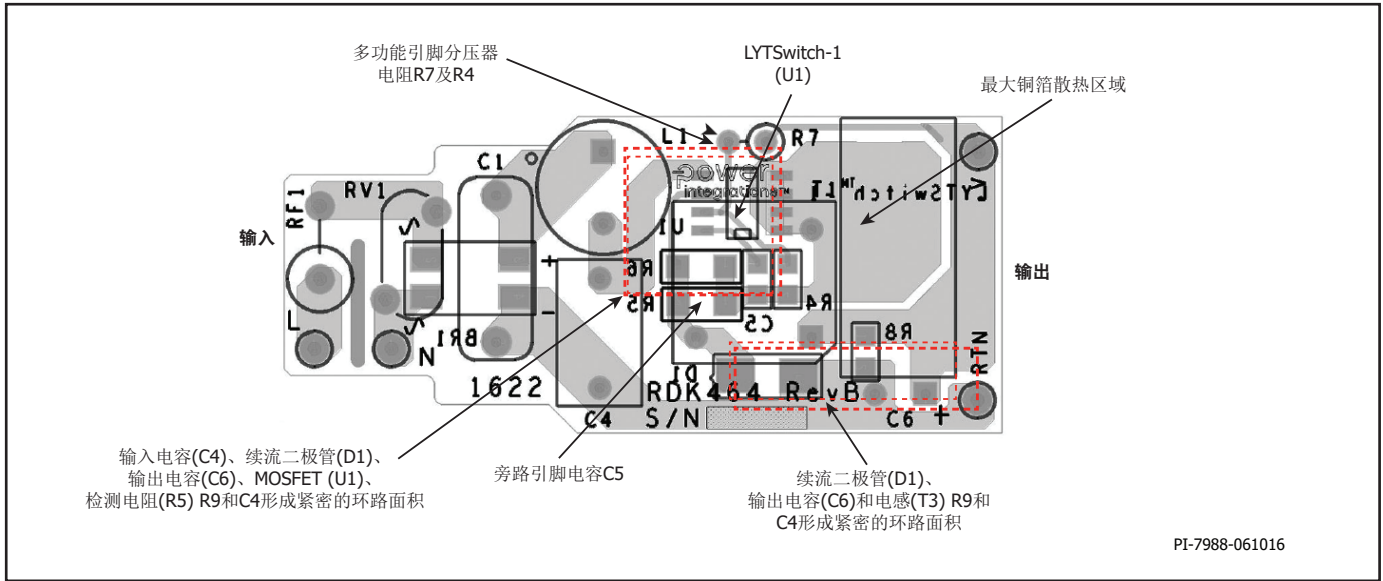 多功能引脚分压器
电阻R7及R4
LYTSwitch-1
(U1)
最大铜箔散热区域
L1
R7
C1
power
integrations™
LYTSwitch™ LT
RF1
RV1
输入
U1
输出
+
R6
R5
C5
R4
-
BR1
R8
L
N
D1
RTN
1622
RDK464 RevB
C4
S/N
C6 +
输入电容(C4)、续流二极管(D1)、
输出电容(C6)、MOSFET (U1)、
检测电阻(R5) R9和C4形成紧密的环路面积
旁路引脚电容C5
续流二极管(D1)、
输出电容(C6)和电感(T3) R9和
C4形成紧密的环路面积
PI-7988-061016